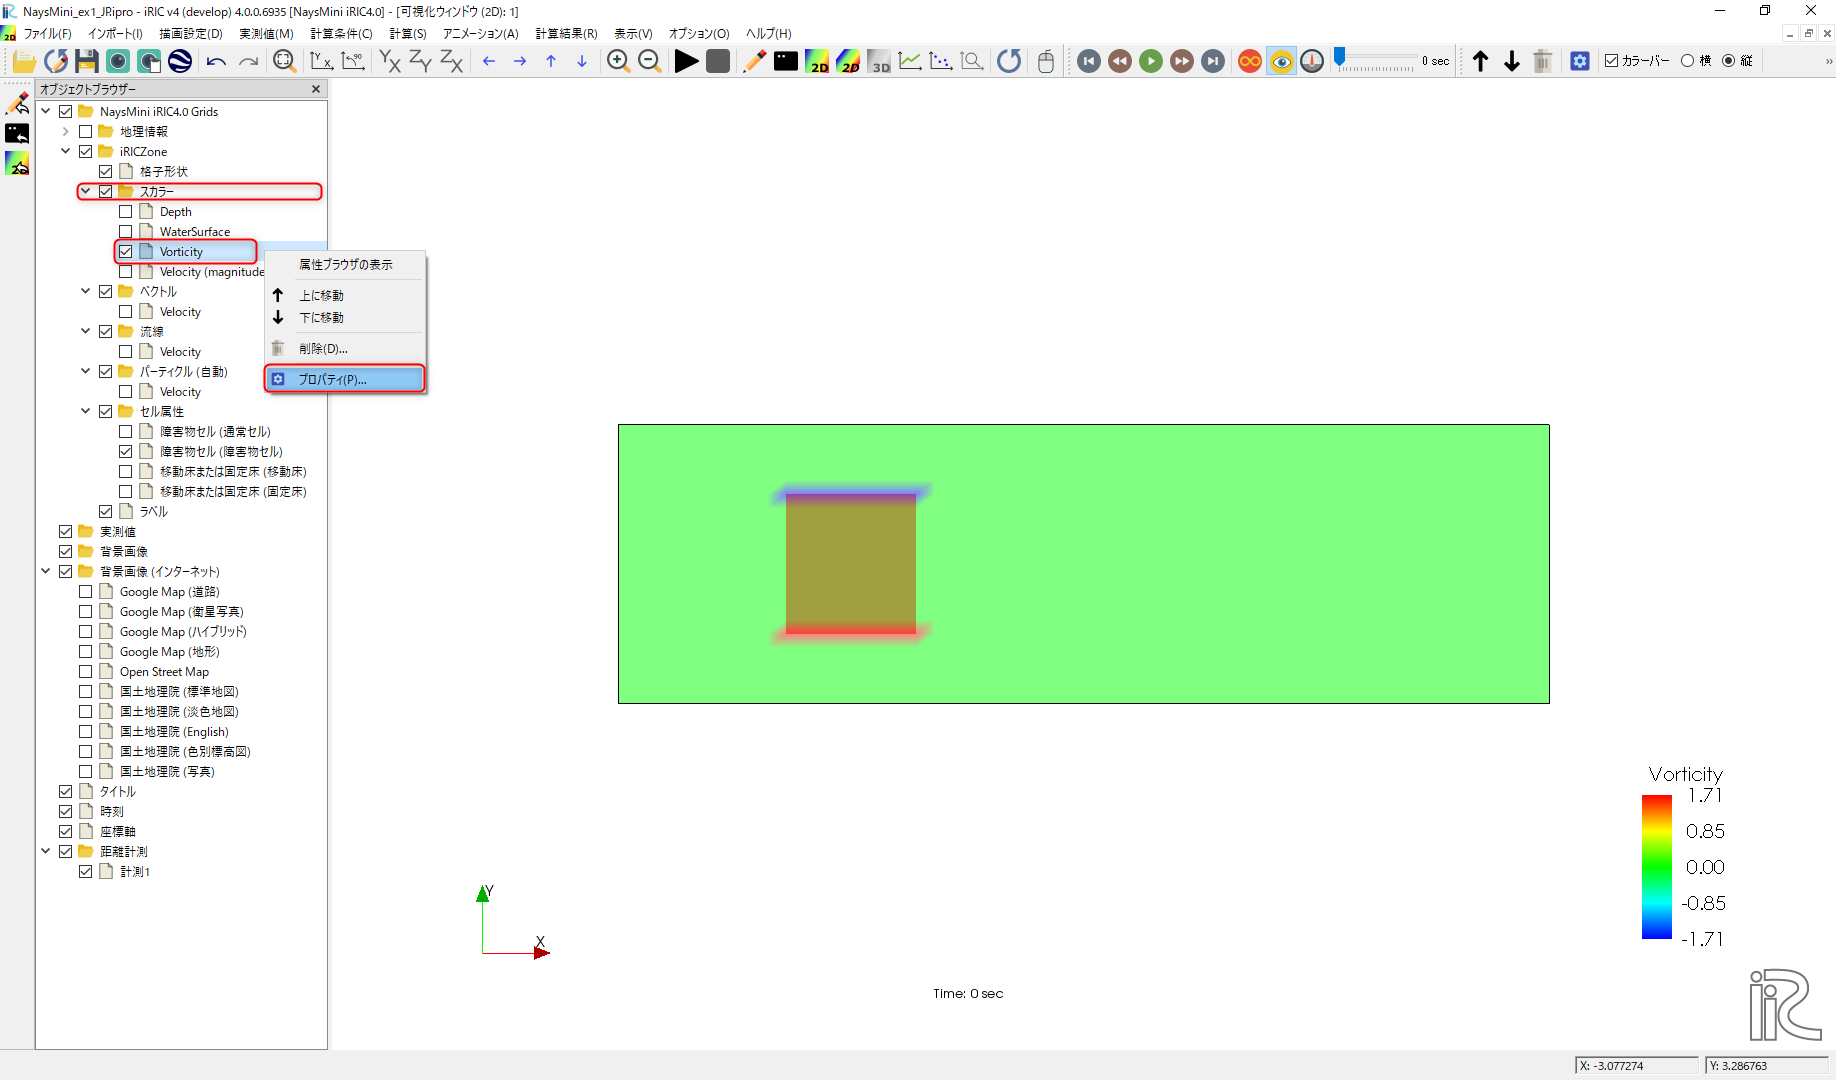 NaysMini_ex1_JP.ipro - iRIC v4 (develop) 4.0.0.6935 [NaysMini iRIC4.0] - [可視化ウィンドウ (2D): 1]
ファイル(F) インポート(I) 描画設定(D) 実測値(M) 計算条件(C) 計算(S) アニメーション(A) 計算結果(R) 表示(V) オプション(O) ヘルプ(H)
0 sec カラーバー 横 縦
オブジェクトブラウザー
NaysMini iRIC4.0 Grids
地理情報
iRICZone
格子形状
スカラー
Depth
WaterSurface
Vorticity
Velocity (magnitude
ベクトル
Velocity
流線
Velocity
パーティクル (自動)
Velocity
セル属性
障害物セル (通常セル)
障害物セル (障害物セル)
移動床または固定床 (移動床)
移動床または固定床 (固定床)
ラベル
実測値
背景画像
背景画像 (インターネット)
Google Map (道路)
Google Map (衛星写真)
Google Map (ハイブリッド)
Google Map (地形)
Open Street Map
国土地理院 (標準地図)
国土地理院 (淡色地図)
国土地理院 (English)
国土地理院 (色別標高図)
国土地理院 (写真)
タイトル
時刻
座標軸
距離計測
計測1
属性ブラウザの表示
上に移動
下に移動
削除(D)...
プロパティ(P)...
Vorticity
1.71
0.85
0.00
-0.85
-1.71
Y
X
Time: 0 sec
iRiC
X: -3.077274
Y: 3.286763